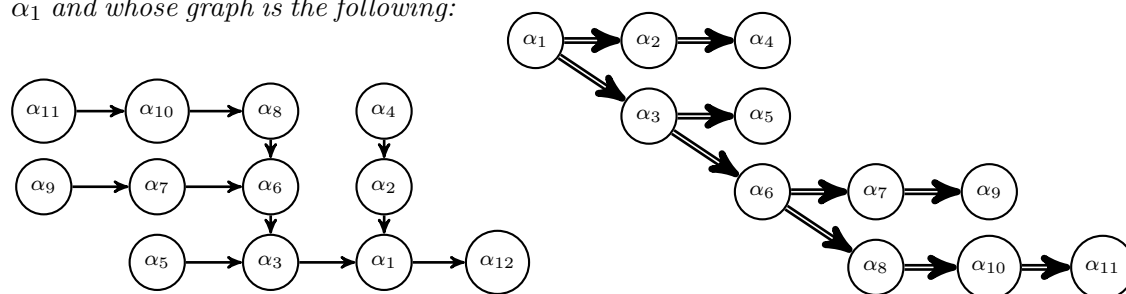 α₁ and whose graph is the following:
α₁ α₂ α₄
α₁₁ α₁₀ α₈ α₄
α₃ α₅
α₉ α₇ α₆ α₂
α₆ α₇ α₉
α₅ α₃ α₁ α₁₂
α₈ α₁₀ α₁₁